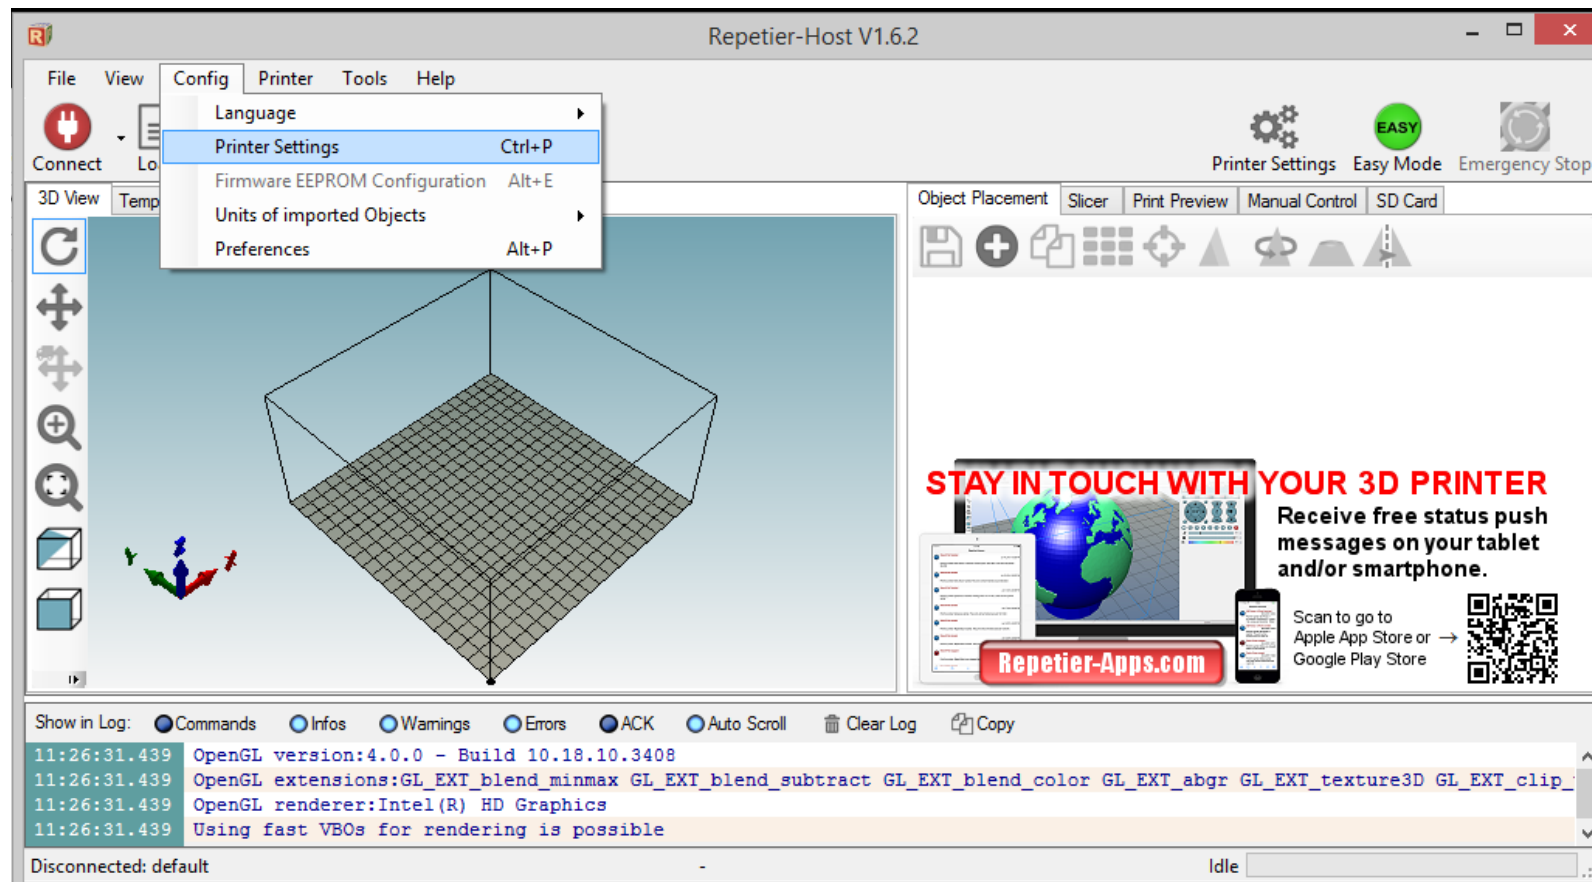 Repetier-Host V1.6.2
File View Config Printer Tools Help
Language
Printer Settings Ctrl+P
Firmware EEPROM Configuration Alt+E
Units of imported Objects
Preferences Alt+P
Connect Lo
Printer Settings EASY Easy Mode Emergency Stop
3D View Temp
Object Placement Slicer Print Preview Manual Control SD Card
STAY IN TOUCH WITH YOUR 3D PRINTER
Receive free status push
messages on your tablet
and/or smartphone.
Scan to go to
Apple App Store or →
Google Play Store
Repetier-Apps.com
Show in Log: Commands Infos Warnings Errors ACK Auto Scroll Clear Log Copy
11:26:31.439 OpenGL version:4.0.0 - Build 10.18.10.3408
11:26:31.439 OpenGL extensions:GL_EXT_blend_minmax GL_EXT_blend_subtract GL_EXT_blend_color GL_EXT_abgr GL_EXT_texture3D GL_EXT_clip_
11:26:31.439 OpenGL renderer:Intel(R) HD Graphics
11:26:31.439 Using fast VBOs for rendering is possible
Disconnected: default - Idle